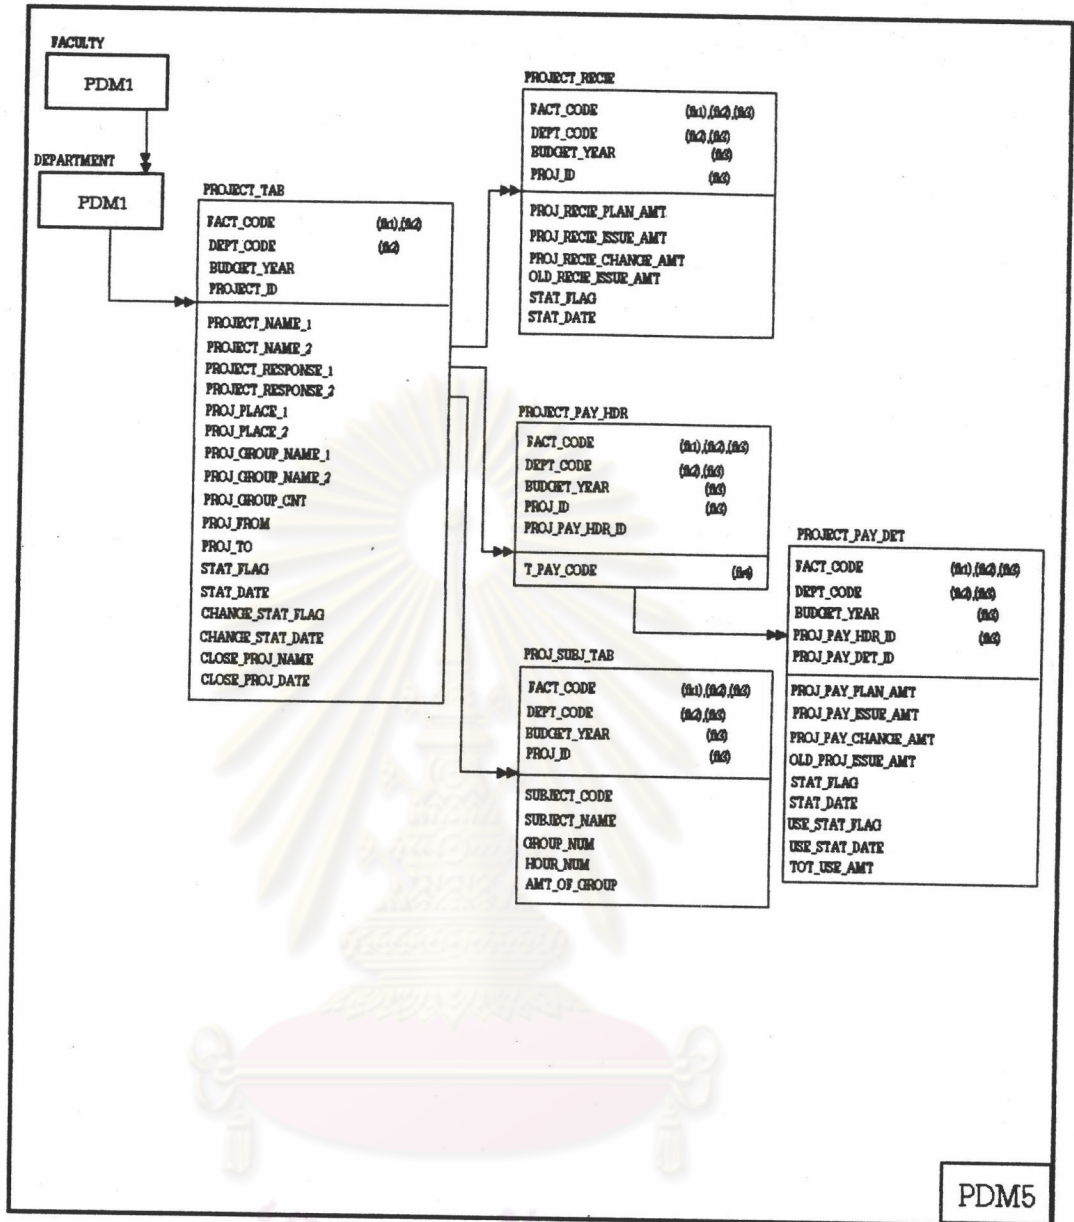 FACULTY
PDM1
DEPARTMENT
PDM1
PROJECT_TAB
FACT_CODE (fk1),(fk2)
DEPT_CODE (fk2)
BUDGET_YEAR
PROJECT_ID
PROJECT_NAME_1
PROJECT_NAME_2
PROJECT_RESPONSE_1
PROJECT_RESPONSE_2
PROJ_PLACE_1
PROJ_PLACE_2
PROJ_GROUP_NAME_1
PROJ_GROUP_NAME_2
PROJ_GROUP_CNT
PROJ_FROM
PROJ_TO
STAT_FLAG
STAT_DATE
CHANGE_STAT_FLAG
CHANGE_STAT_DATE
CLOSE_PROJ_NAME
CLOSE_PROJ_DATE
PROJECT_RECIE
FACT_CODE (fk1),(fk2),(fk3)
DEPT_CODE (fk2),(fk3)
BUDGET_YEAR (fk3)
PROJ_ID (fk3)
PROJ_RECIE_PLAN_AMT
PROJ_RECIE_ISSUE_AMT
PROJ_RECIE_CHANGE_AMT
OLD_RECIE_ISSUE_AMT
STAT_FLAG
STAT_DATE
PROJECT_PAY_HDR
FACT_CODE (fk1),(fk2),(fk3)
DEPT_CODE (fk2),(fk3)
BUDGET_YEAR (fk3)
PROJ_ID (fk3)
PROJ_PAY_HDR_ID
T_PAY_CODE (fk4)
PROJ_SUBJ_TAB
FACT_CODE (fk1),(fk2),(fk3)
DEPT_CODE (fk2),(fk3)
BUDGET_YEAR (fk3)
PROJ_ID (fk3)
SUBJECT_CODE
SUBJECT_NAME
GROUP_NUM
HOUR_NUM
AMT_OF_GROUP
PROJECT_PAY_DET
FACT_CODE (fk1),(fk2),(fk3)
DEPT_CODE (fk2),(fk3)
BUDGET_YEAR (fk3)
PROJ_PAY_HDR_ID (fk3)
PROJ_PAY_DET_ID
PROJ_PAY_PLAN_AMT
PROJ_PAY_ISSUE_AMT
PROJ_PAY_CHANGE_AMT
OLD_PROJ_ISSUE_AMT
STAT_FLAG
STAT_DATE
USE_STAT_FLAG
USE_STAT_DATE
TOT_USE_AMT
PDM5